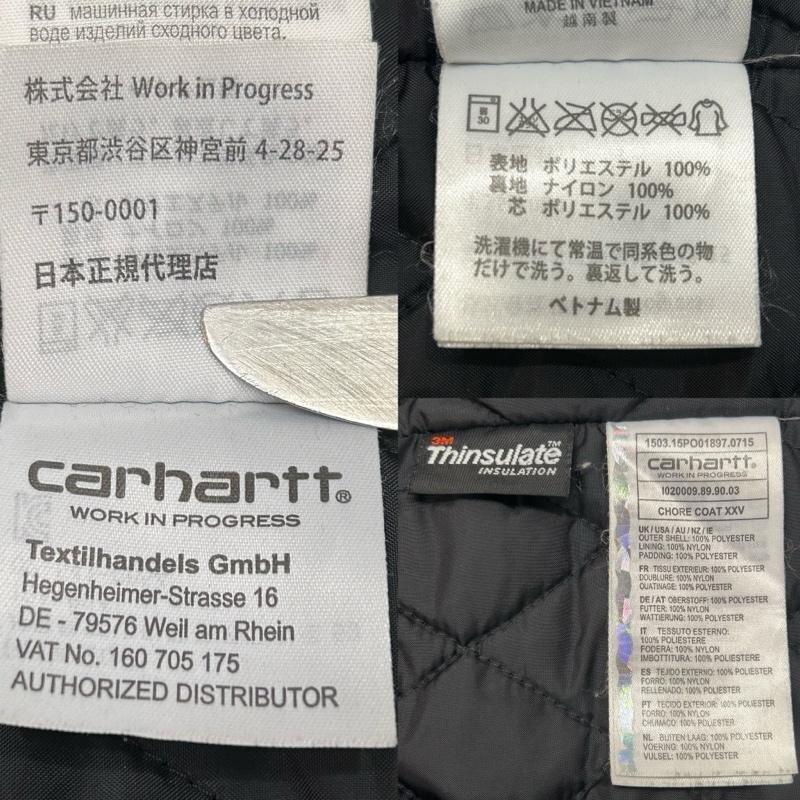 RU машинная стирка в холодной
воде изделий сходного цвета.
株式会社 Work in Progress
東京都渋谷区神宮前 4-28-25
〒150-0001
日本正規代理店
carhartt®
WORK IN PROGRESS
Textilhandels GmbH
Hegenheimer-Strasse 16
DE - 79576 Weil am Rhein
VAT No. 160 705 175
AUTHORIZED DISTRIBUTOR
MADE IN VIETNAM
越南製
30
表地 ポリエステル 100%
裏地 ナイロン 100%
芯 ポリエステル 100%
洗濯機にて常温で同系色の物
だけで洗う。裏返して洗う。
ベトナム製
3M
Thinsulate™
INSULATION
1503.15PO01897.0715
carhartt®
WORK IN PROGRESS
I020009.89.90.03
CHORE COAT XXV
UK / USA / AU / NZ / IE
OUTER SHELL: 100% POLYESTER
LINING: 100% NYLON
PADDING: 100% POLYESTER
FR TISSU EXTERIEUR: 100% POLYESTER
DOUBLURE: 100% NYLON
OUATINAGE: 100% POLYESTER
DE / AT OBERSTOFF: 100% POLYESTER
FUTTER: 100% NYLON
WATTIERUNG: 100% POLYESTER
IT TESSUTO ESTERNO:
100% POLIESTERE
FODERA: 100% NYLON
IMBOTTITURA: 100% POLIESTERE
ES TEJIDO EXTERNO: 100% POLIESTER
FORRO: 100% NYLON
RELLENADO: 100% POLIESTER
PT TECIDO EXTERIOR: 100% POLIESTER
FORRO: 100% NYLON
CHUMACO: 100% POLIESTER
NL BUITEN LAAG: 100% POLYESTER
VOERING: 100% NYLON
VULSEL: 100% POLYESTER